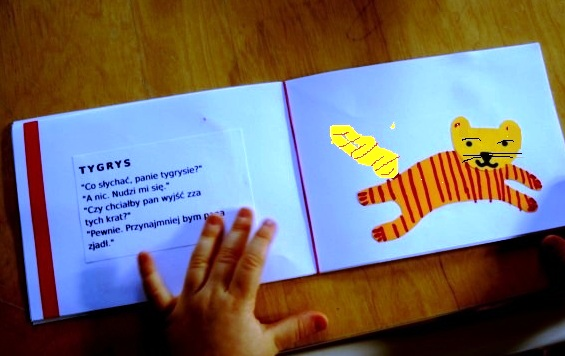 TYGRYS
"Co słychać, panie tygrysie?"
"A nic. Nudzi mi się."
"Czy chciałby pan wyjść zza
tych krat?"
"Pewnie. Przynajmniej bym pana
zjadł."